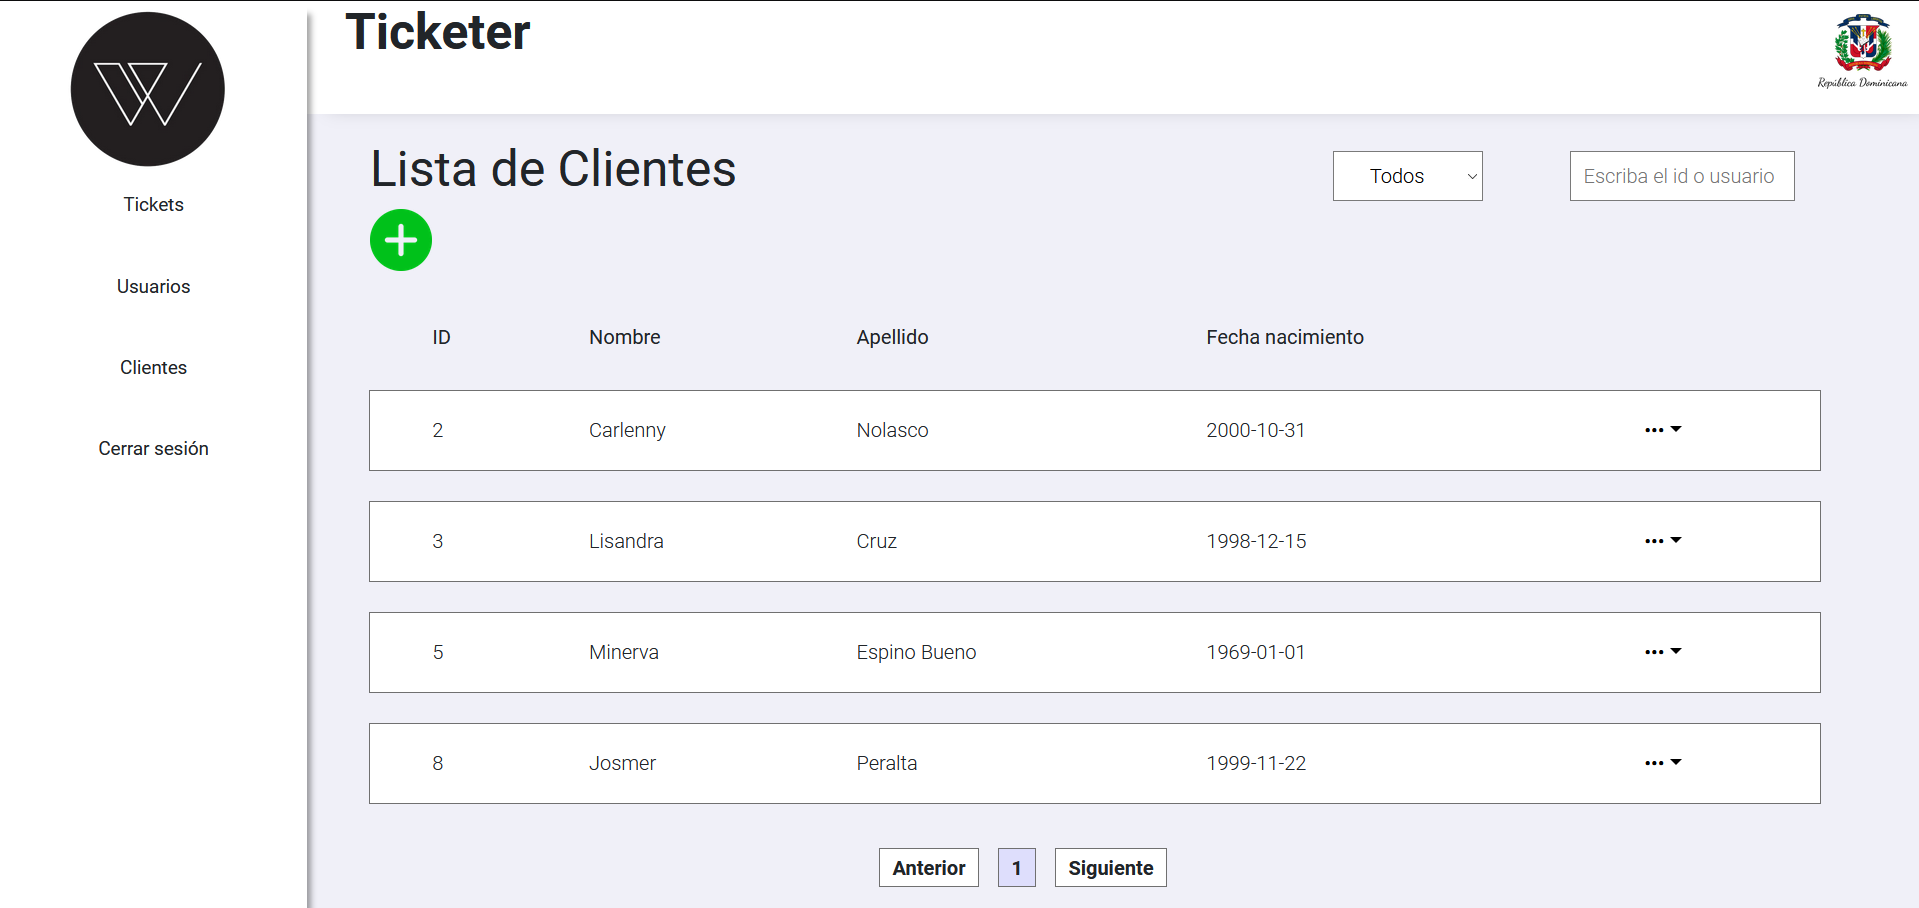 Ticketer
República Dominicana
Tickets
Usuarios
Clientes
Cerrar sesión
Lista de Clientes
Todos
Escriba el id o usuario
ID Nombre Apellido Fecha nacimiento
2 Carlenny Nolasco 2000-10-31 •••
3 Lisandra Cruz 1998-12-15 •••
5 Minerva Espino Bueno 1969-01-01 •••
8 Josmer Peralta 1999-11-22 •••
Anterior 1 Siguiente